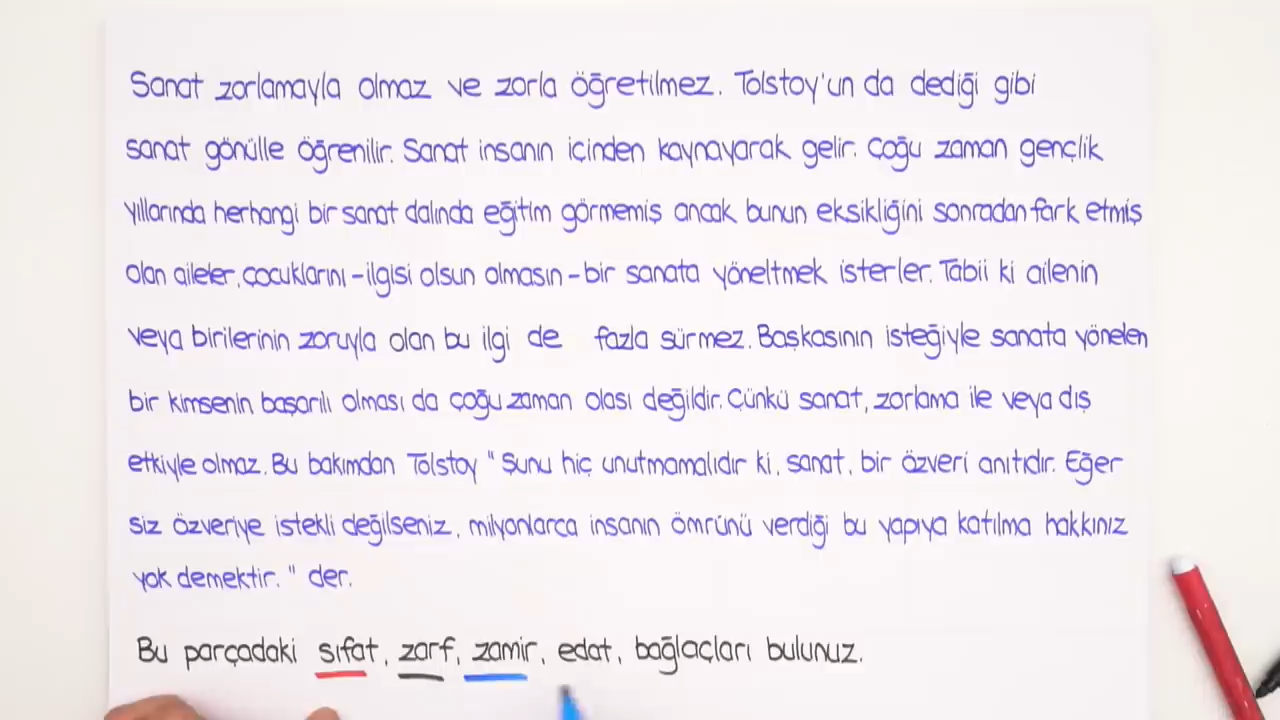 Sanat zorlamayla olmaz ve zorla öğretilmez. Tolstoy'un da dediği gibi
sanat gönülle öğrenilir. Sanat insanın içinden kaynayarak gelir. Çoğu zaman gençlik
yıllarında herhangi bir sanat dalında eğitim görmemiş ancak bunun eksikliğini sonradan fark etmiş
olan aileler, çocuklarını -ilgisi olsun olmasın- bir sanata yöneltmek isterler. Tabii ki ailenin
veya birilerinin zoruyla olan bu ilgi de fazla sürmez. Başkasının isteğiyle sanata yönelen
bir kimsenin başarılı olması da çoğu zaman olası değildir. Çünkü sanat, zorlama ile veya dış
etkiyle olmaz. Bu bakımdan Tolstoy "Şunu hiç unutmamalıdır ki, sanat, bir özveri anıtıdır. Eğer
siz özveriye istekli değilseniz, milyonlarca insanın ömrünü verdiği bu yapıya katılma hakkınız
yok demektir." der.
Bu parçadaki sıfat, zarf, zamir, edat, bağlaçları bulunuz.